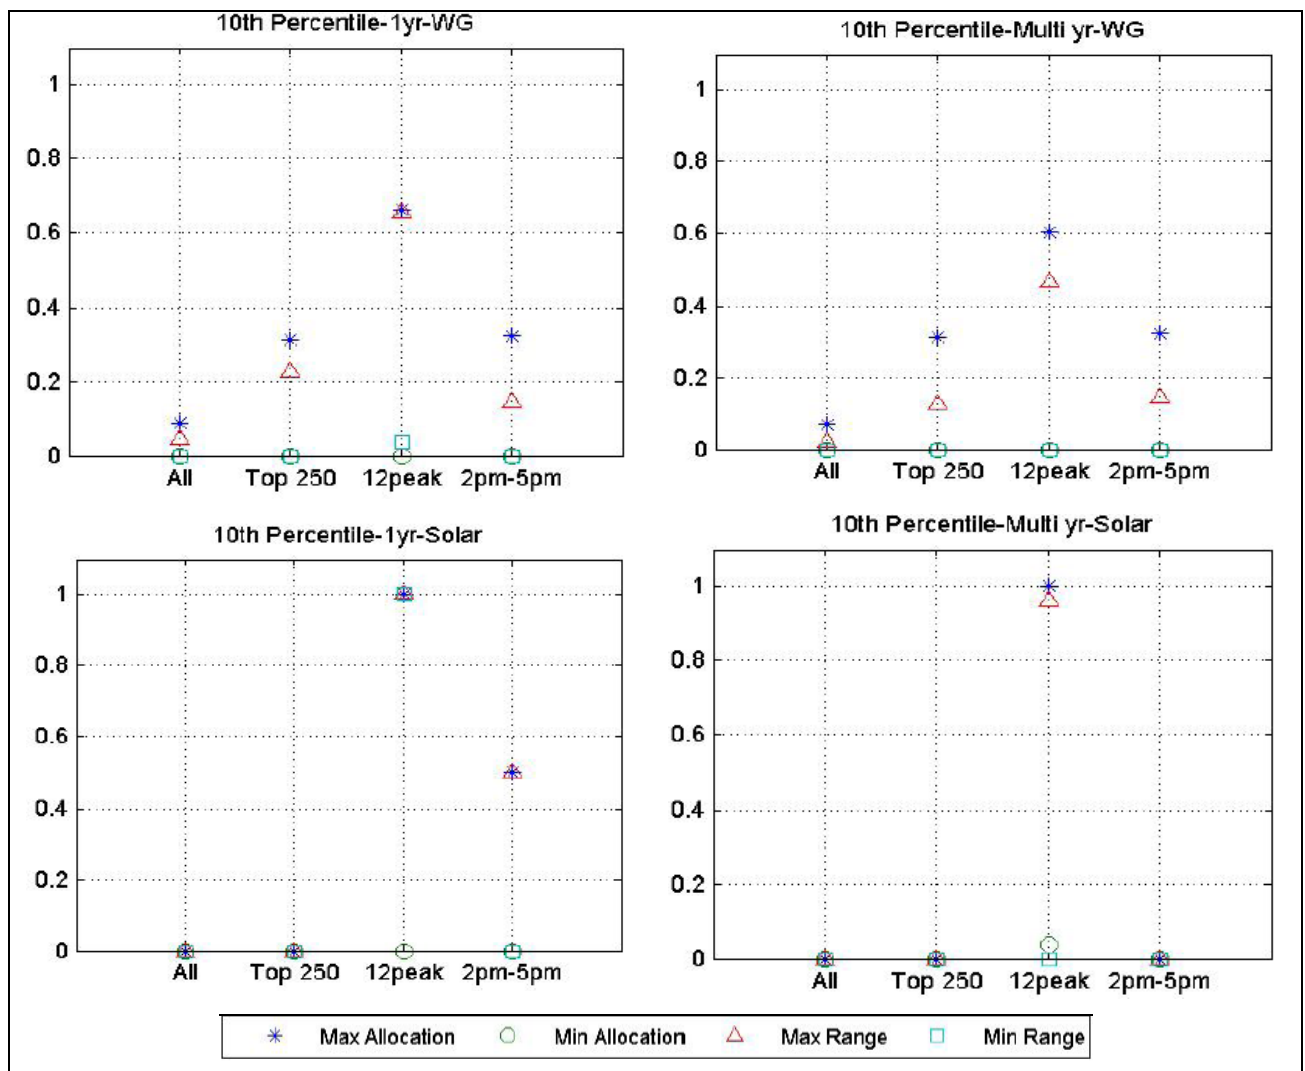 10th Percentile-1yr-WG
1
0.8
0.6
0.4
0.2
0
All Top 250 12peak 2pm-5pm
10th Percentile-Multi yr-WG
1
0.8
0.6
0.4
0.2
0
All Top 250 12peak 2pm-5pm
10th Percentile-1yr-Solar
1
0.8
0.6
0.4
0.2
0
All Top 250 12peak 2pm-5pm
10th Percentile-Multi yr-Solar
1
0.8
0.6
0.4
0.2
0
All Top 250 12peak 2pm-5pm
Max Allocation Min Allocation Max Range Min Range